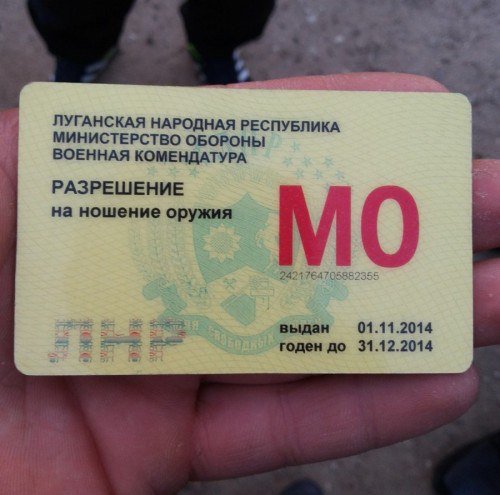 ЛУГАНСКАЯ НАРОДНАЯ РЕСПУБЛИКА
МИНИСТЕРСТВО ОБОРОНЫ
ВОЕННАЯ КОМЕНДАТУРА
РАЗРЕШЕНИЕ
на ношение оружия
МО
2421764705882355
ЛНР
выдан 01.11.2014
годен до 31.12.2014